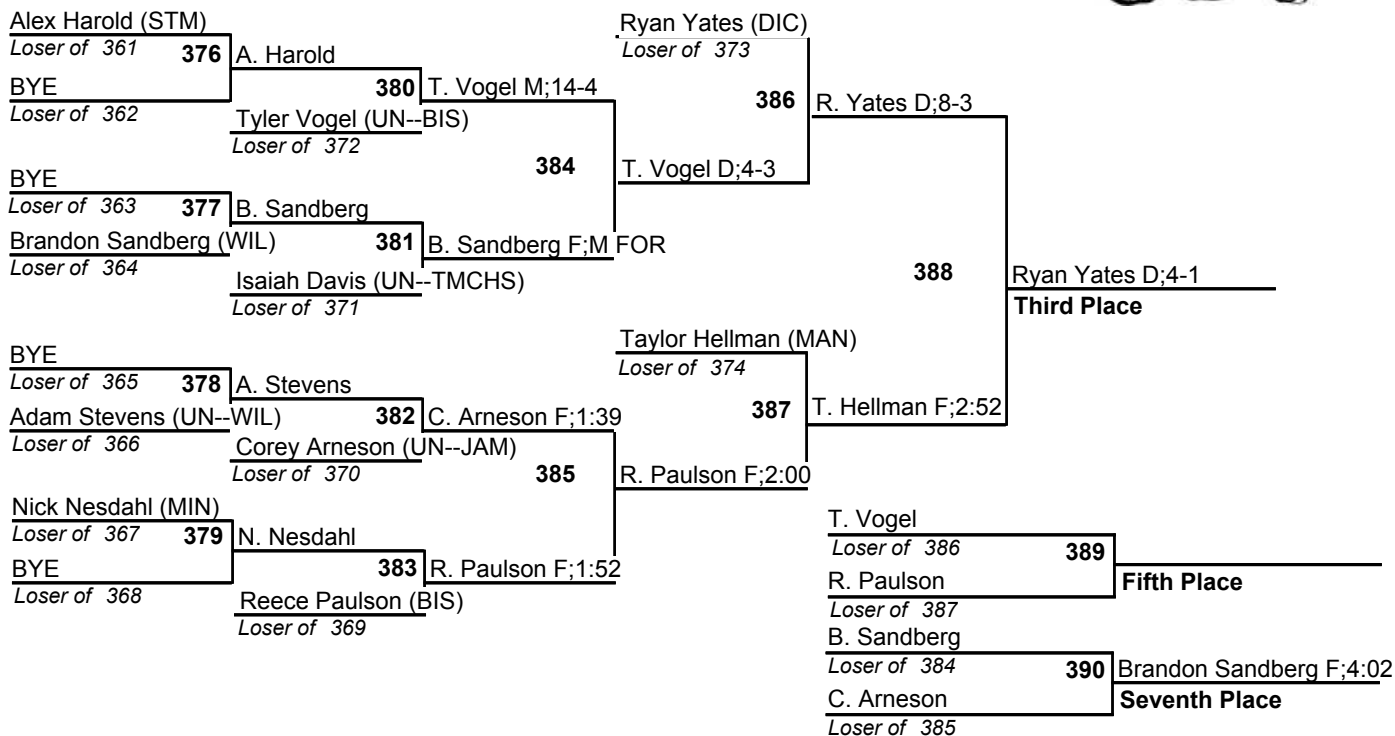 Alex Harold (STM)
Loser of 361
376
A. Harold
BYE
Loser of 362
380
T. Vogel M;14-4
Tyler Vogel (UN--BIS)
Loser of 372
384
BYE
Loser of 363
377
B. Sandberg
Brandon Sandberg (WIL)
Loser of 364
381
B. Sandberg F;M FOR
Isaiah Davis (UN--TMCHS)
Loser of 371
BYE
Loser of 365
378
A. Stevens
Adam Stevens (UN--WIL)
Loser of 366
382
C. Arneson F;1:39
Corey Arneson (UN--JAM)
Loser of 370
385
Nick Nesdahl (MIN)
Loser of 367
379
N. Nesdahl
BYE
Loser of 368
383
R. Paulson F;1:52
Reece Paulson (BIS)
Loser of 369
Ryan Yates (DIC)
Loser of 373
386
R. Yates D;8-3
T. Vogel D;4-3
388
Ryan Yates D;4-1
Third Place
Taylor Hellman (MAN)
Loser of 374
387
T. Hellman F;2:52
R. Paulson F;2:00
T. Vogel
Loser of 386
389
Fifth Place
R. Paulson
Loser of 387
B. Sandberg
Loser of 384
390
Brandon Sandberg F;4:02
Seventh Place
C. Arneson
Loser of 385